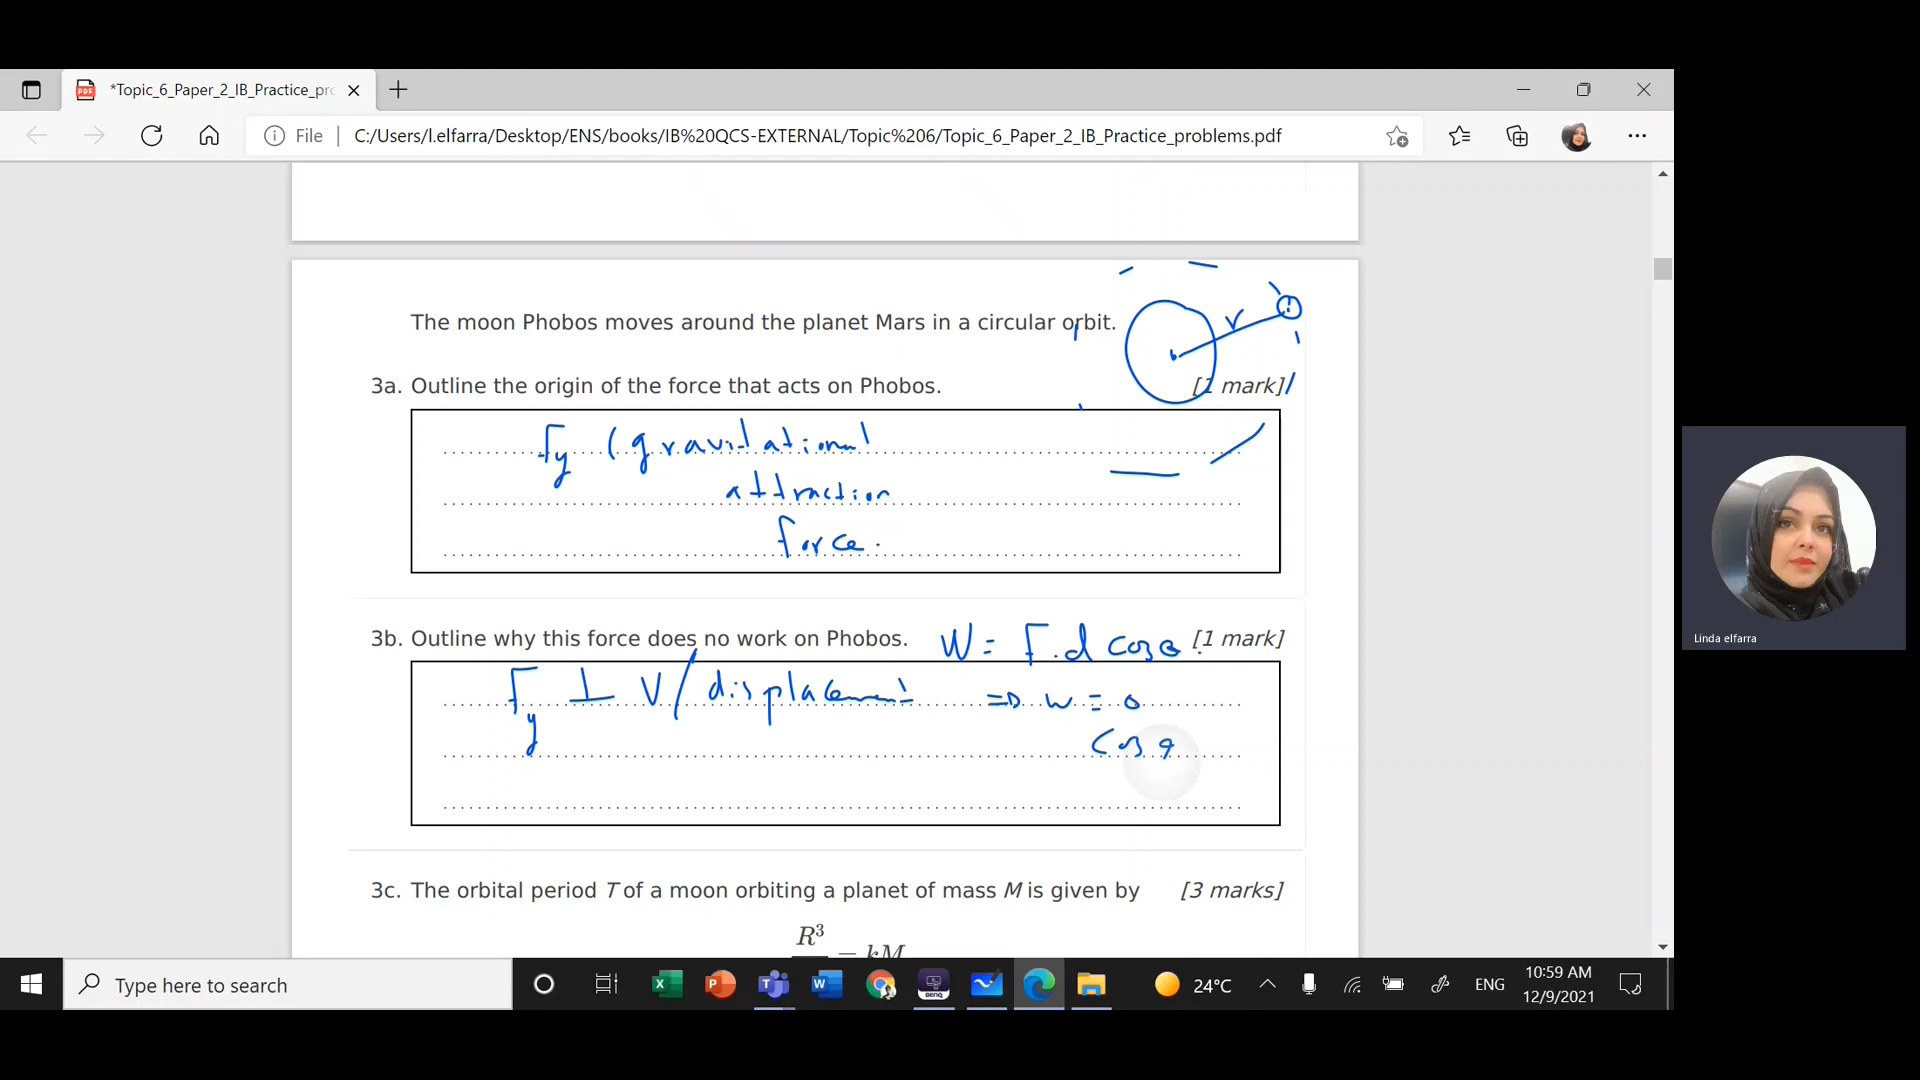 *Topic_6_Paper_2_IB_Practice_pro
File C:/Users/l.elfarra/Desktop/ENS/books/IB%20QCS-EXTERNAL/Topic%206/Topic_6_Paper_2_IB_Practice_problems.pdf
The moon Phobos moves around the planet Mars in a circular orbit.
r
3a. Outline the origin of the force that acts on Phobos. [1 mark]
Fg (gravitational
attraction
force.
3b. Outline why this force does no work on Phobos. W = F.d cosθ. [1 mark]
Fg ⊥ V / displacement => w = 0
Cos 9
3c. The orbital period T of a moon orbiting a planet of mass M is given by [3 marks]
R³
= kM
Linda elfarra
Type here to search
24°C
ENG
10:59 AM
12/9/2021